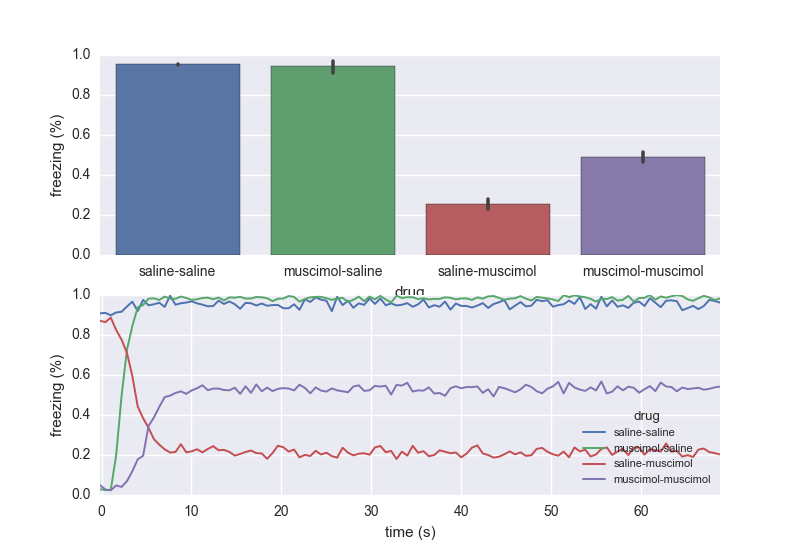 1.0
0.8
0.6
0.4
0.2
0.0
freezing (%)
saline-saline muscimol-saline saline-muscimol muscimol-muscimol
drug
1.0
0.8
0.6
0.4
0.2
0.0
freezing (%)
drug
saline-saline
muscimol-saline
saline-muscimol
muscimol-muscimol
0 10 20 30 40 50 60
time (s)